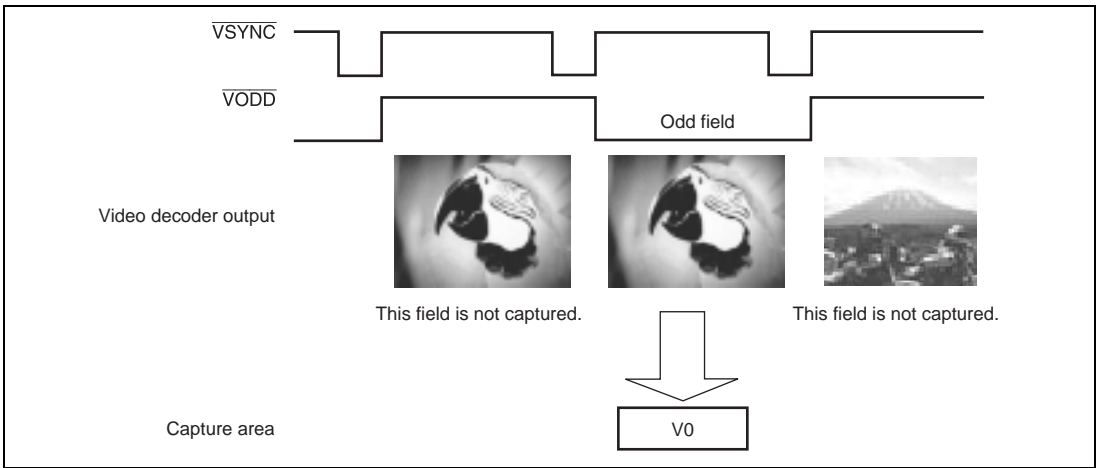 VSYNC
VODD
Odd field
Video decoder output
This field is not captured.
This field is not captured.
Capture area
V0